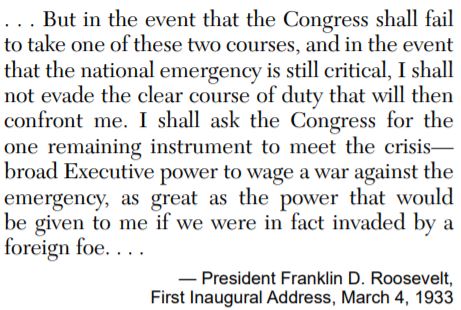 . . . But in the event that the Congress shall fail
to take one of these two courses, and in the event
that the national emergency is still critical, I shall
not evade the clear course of duty that will then
confront me. I shall ask the Congress for the
one remaining instrument to meet the crisis—
broad Executive power to wage a war against the
emergency, as great as the power that would
be given to me if we were in fact invaded by a
foreign foe. . . .
— President Franklin D. Roosevelt,
First Inaugural Address, March 4, 1933